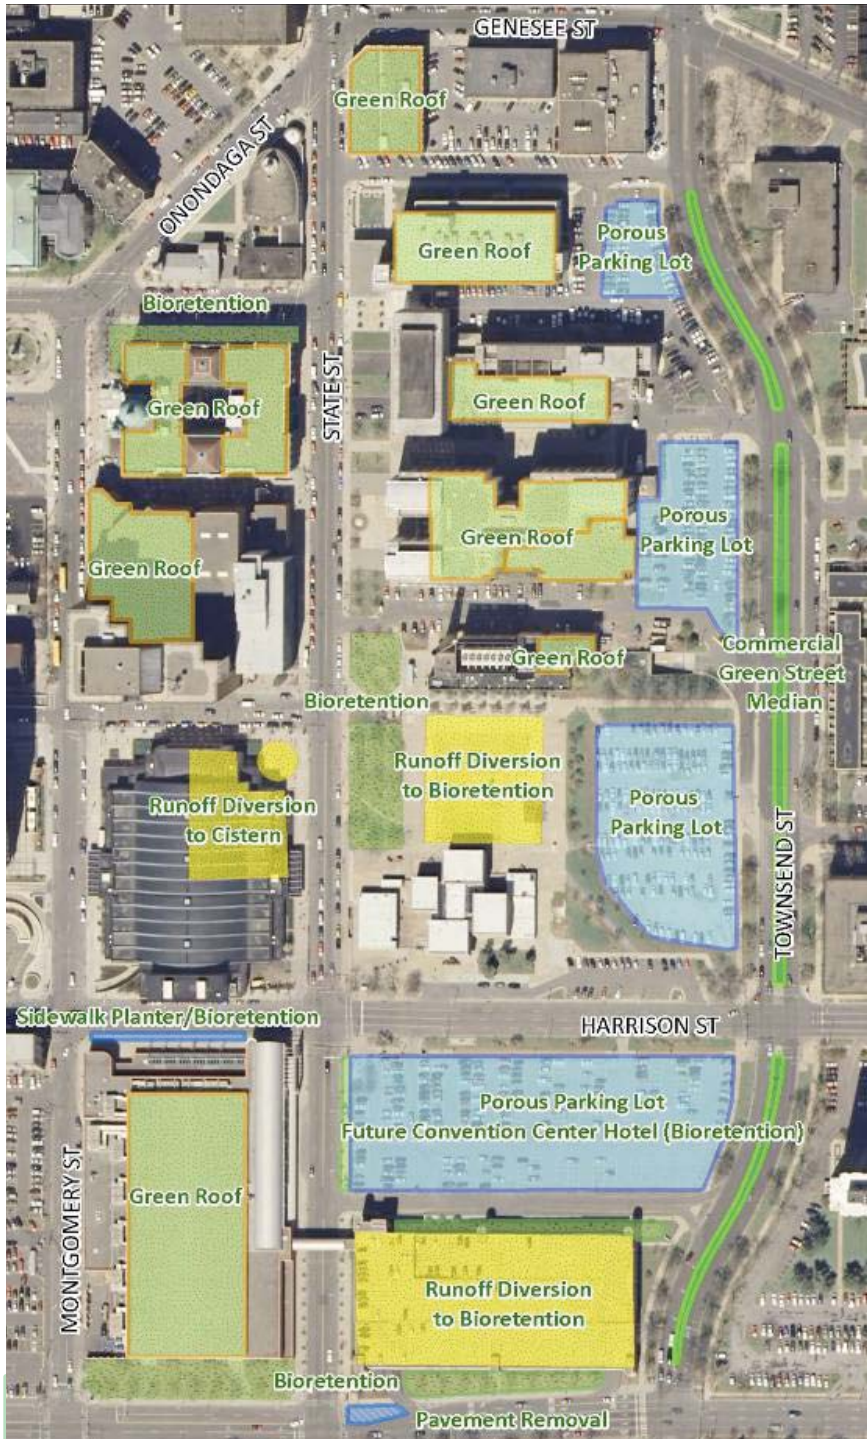 GENESEE ST
Green Roof
ONONDAGA ST
Green Roof
Porous
Parking Lot
Bioretention
STATE ST
Green Roof
Green Roof
Porous
Parking Lot
Green Roof
Green Roof
Green Roof
Commercial
Green Street
Median
Bioretention
Runoff Diversion
to Bioretention
Runoff Diversion
to Cistern
Porous
Parking Lot
TOWNSEND ST
Sidewalk Planter/Bioretention
HARRISON ST
Porous Parking Lot
Future Convention Center Hotel (Bioretention)
MONTGOMERY ST
Green Roof
Runoff Diversion
to Bioretention
Bioretention
Pavement Removal